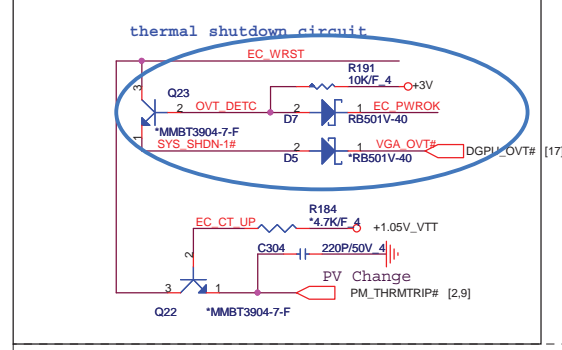 thermal shutdown circuit
EC_WRST
R191
10K/F_4
+3V
3
Q23
2
OVT_DETC
2
1
EC_PWROK
D7
RB501V-40
*MMBT3904-7-F
1
SYS_SHDN-1#
2
1
VGA_OVT#
DGPU_OVT# [17]
D5
*RB501V-40
R184
EC_CT_UP
*4.7K/F_4
+1.05V_VTT
2
C304
220P/50V_4
PV Change
3
1
PM_THRMTRIP# [2,9]
Q22
*MMBT3904-7-F